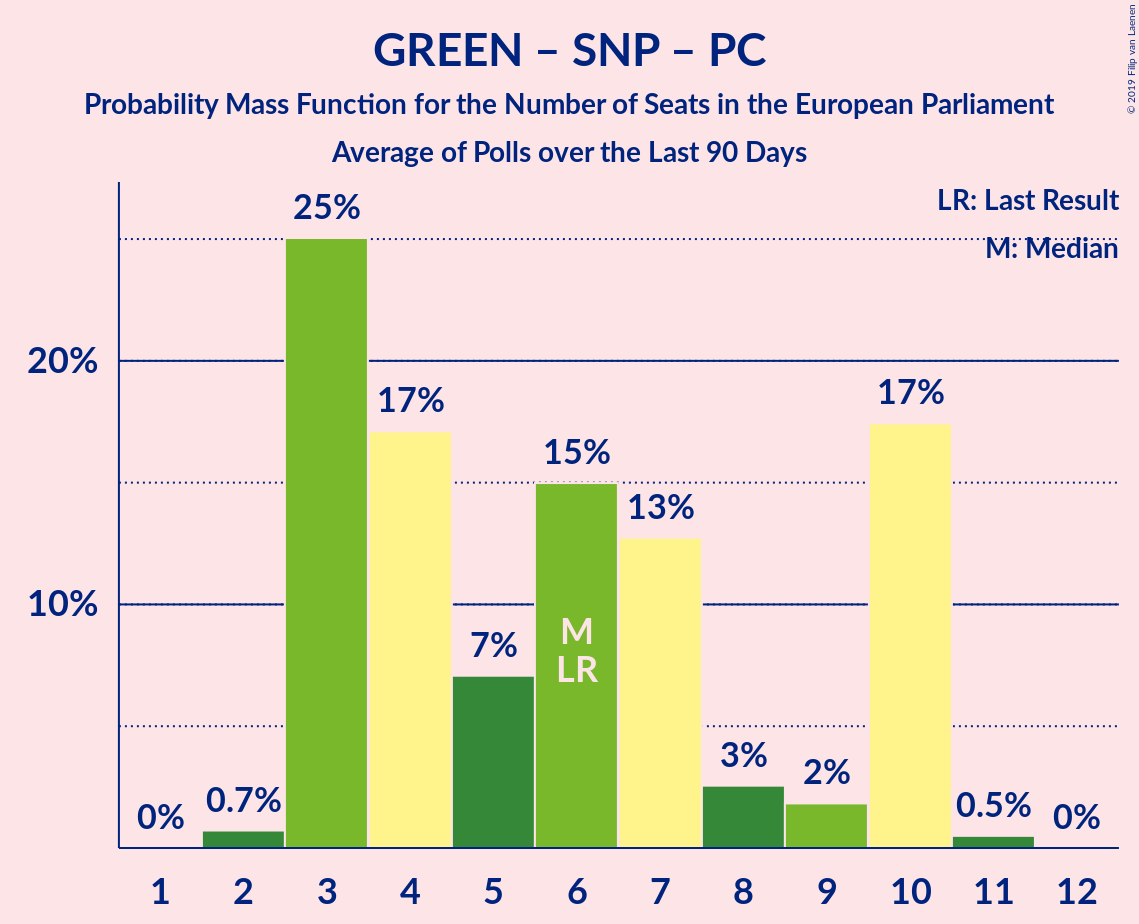 GREEN – SNP – PC
Probability Mass Function for the Number of Seats in the European Parliament
Average of Polls over the Last 90 Days
© 2019 Filip van Laenen
LR: Last Result
M: Median
25%
20%
17%
17%
15%
13%
10%
M
LR
7%
3%
2%
0%
0.7%
0.5%
0%
1 2 3 4 5 6 7 8 9 10 11 12